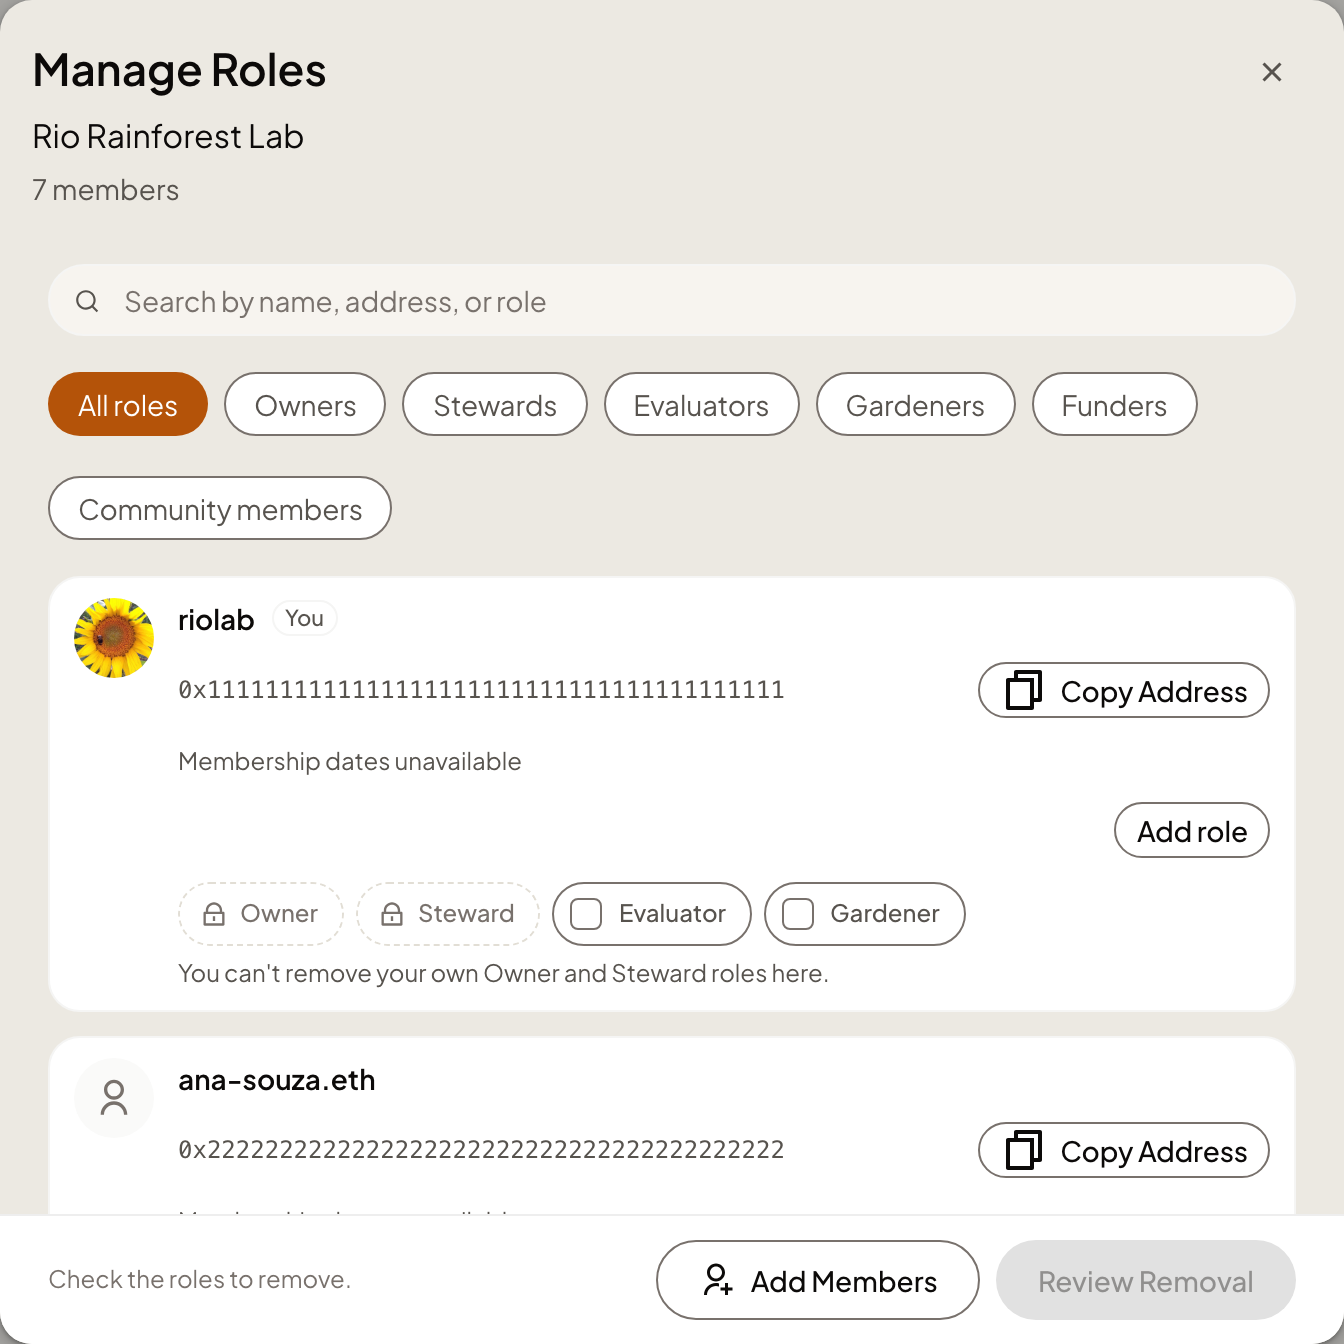 Manage Roles
Rio Rainforest Lab
7 members
Search by name, address, or role
All roles
Owners
Stewards
Evaluators
Gardeners
Funders
Community members
riolab
You
0x1111111111111111111111111111111111111111
Copy Address
Membership dates unavailable
Add role
Owner
Steward
Evaluator
Gardener
You can't remove your own Owner and Steward roles here.
ana-souza.eth
0x2222222222222222222222222222222222222222
Copy Address
Check the roles to remove.
Add Members
Review Removal